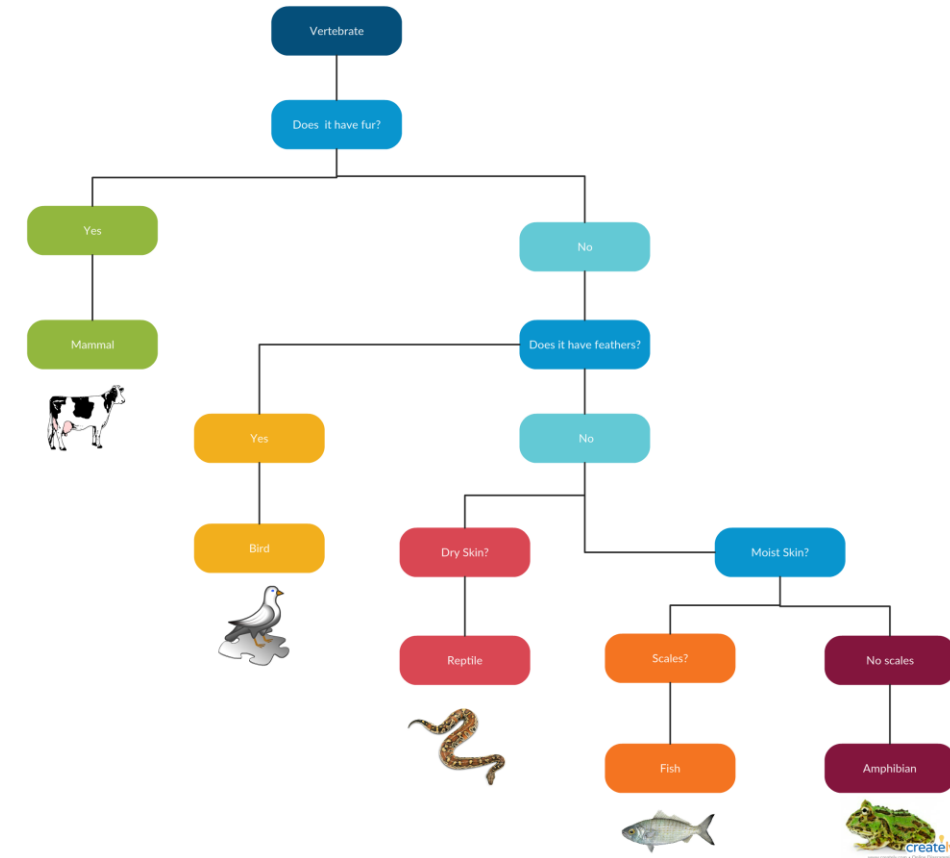 Vertebrate
Does it have fur?
Yes
No
Mammal
Does it have feathers?
Yes
No
Bird
Dry Skin?
Moist Skin?
Reptile
Scales?
No scales
Fish
Amphibian
create